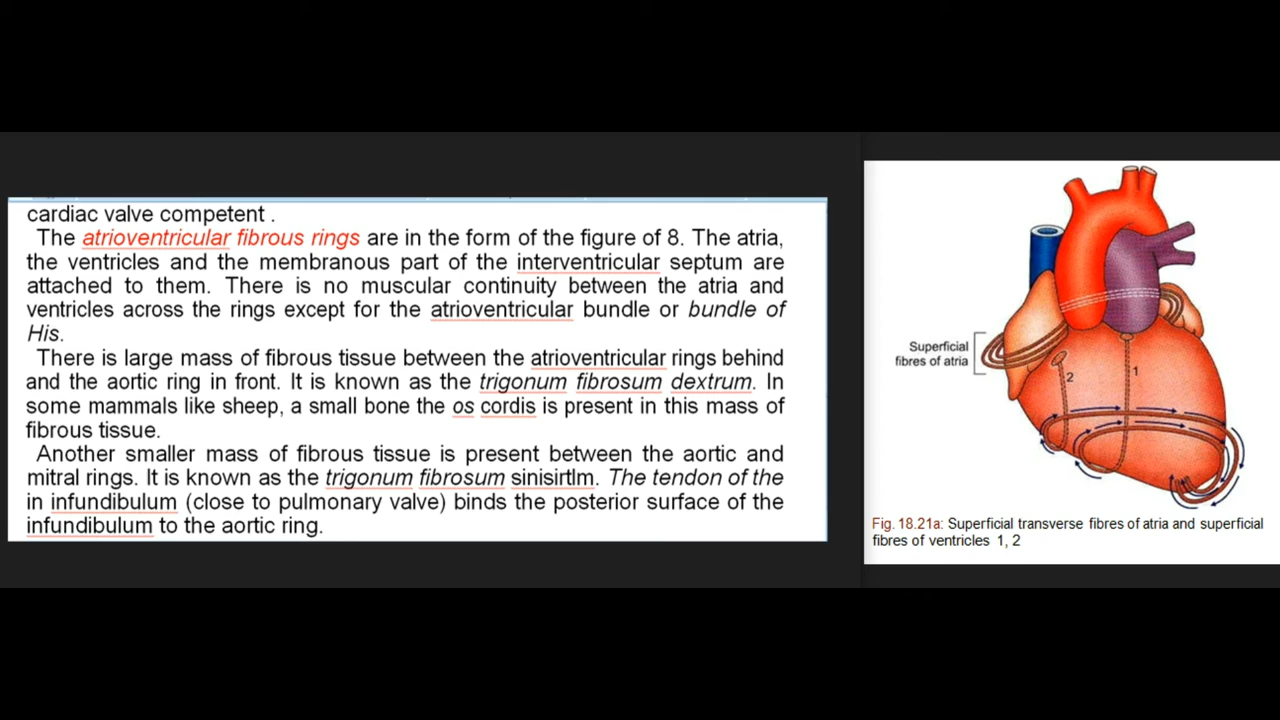 cardiac valve competent .
The atrioventricular fibrous rings are in the form of the figure of 8. The atria,
the ventricles and the membranous part of the interventricular septum are
attached to them. There is no muscular continuity between the atria and
ventricles across the rings except for the atrioventricular bundle or bundle of
His.
There is large mass of fibrous tissue between the atrioventricular rings behind
and the aortic ring in front. It is known as the trigonum fibrosum dextrum. In
some mammals like sheep, a small bone the os cordis is present in this mass of
fibrous tissue.
Another smaller mass of fibrous tissue is present between the aortic and
mitral rings. It is known as the trigonum fibrosum sinisirtlm. The tendon of the
in infundibulum (close to pulmonary valve) binds the posterior surface of the
infundibulum to the aortic ring.
Superficial
fibres of atria
2
1
Fig. 18.21a: Superficial transverse fibres of atria and superficial
fibres of ventricles 1, 2